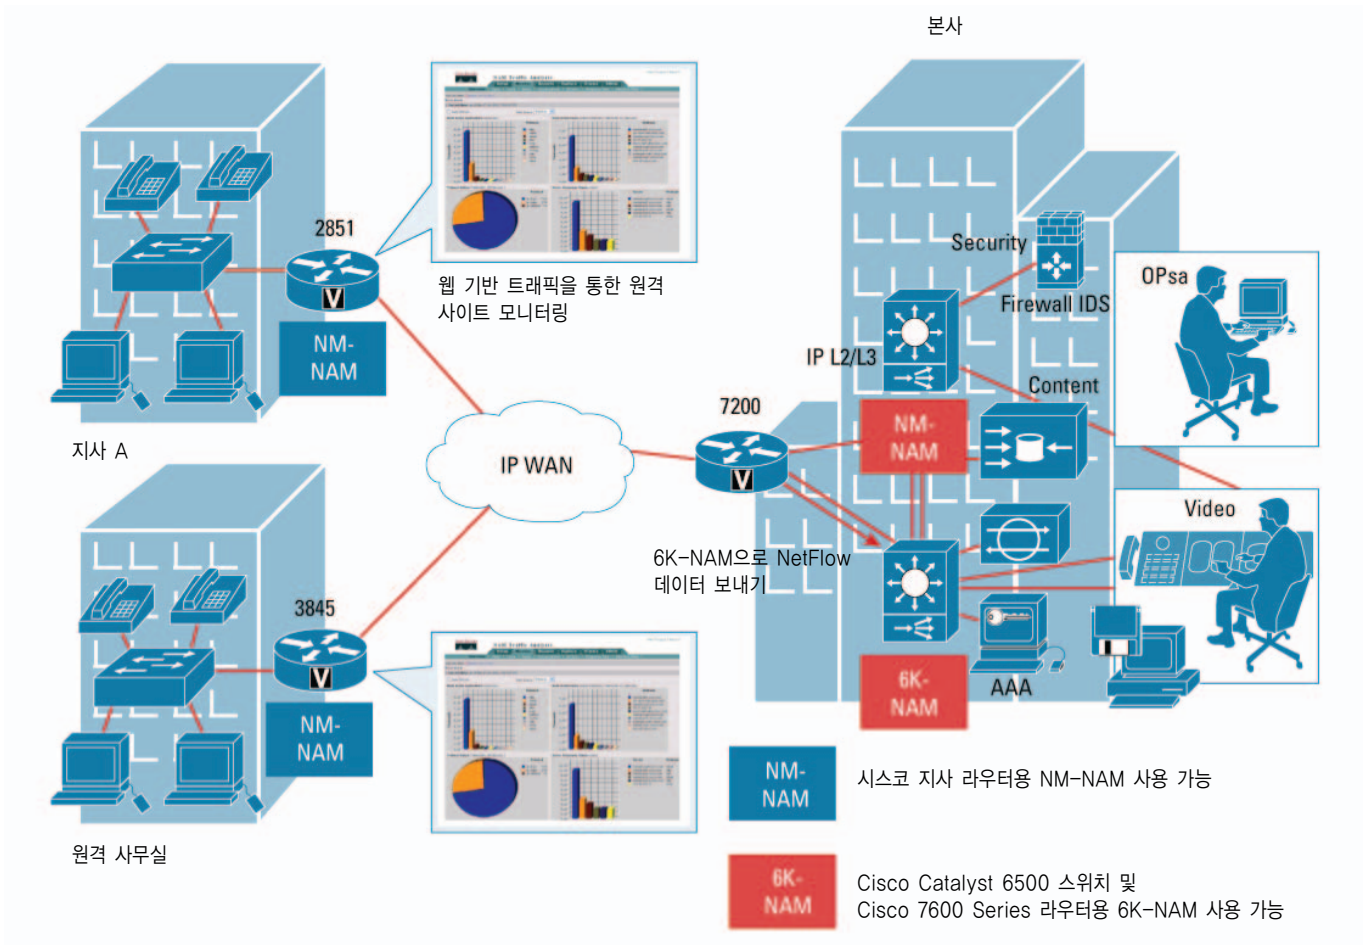 본사
2851
웹 기반 트래픽을 통한 원격
사이트 모니터링
NM-
NAM
지사 A
Security
Firewall IDS
OPsa
IP L2/L3
Content
7200
NM-
NAM
IP WAN
V
V
Video
6K-NAM으로 NetFlow
데이터 보내기
3845
V
NM-
NAM
AAA
6K-
NAM
원격 사무실
NM-
NAM
시스코 지사 라우터용 NM-NAM 사용 가능
6K-
NAM
Cisco Catalyst 6500 스위치 및
Cisco 7600 Series 라우터용 6K-NAM 사용 가능